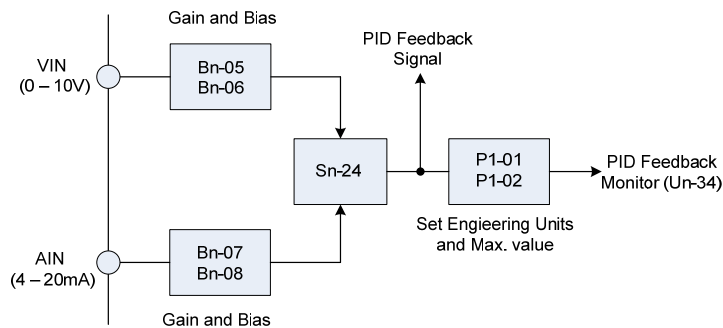 Gain and Bias
VIN
(0 – 10V)
Bn-05
Bn-06
PID Feedback
Signal
Sn-24
P1-01
P1-02
PID Feedback
Monitor (Un-34)
Set Engieering Units
and Max. value
AIN
(4 – 20mA)
Bn-07
Bn-08
Gain and Bias